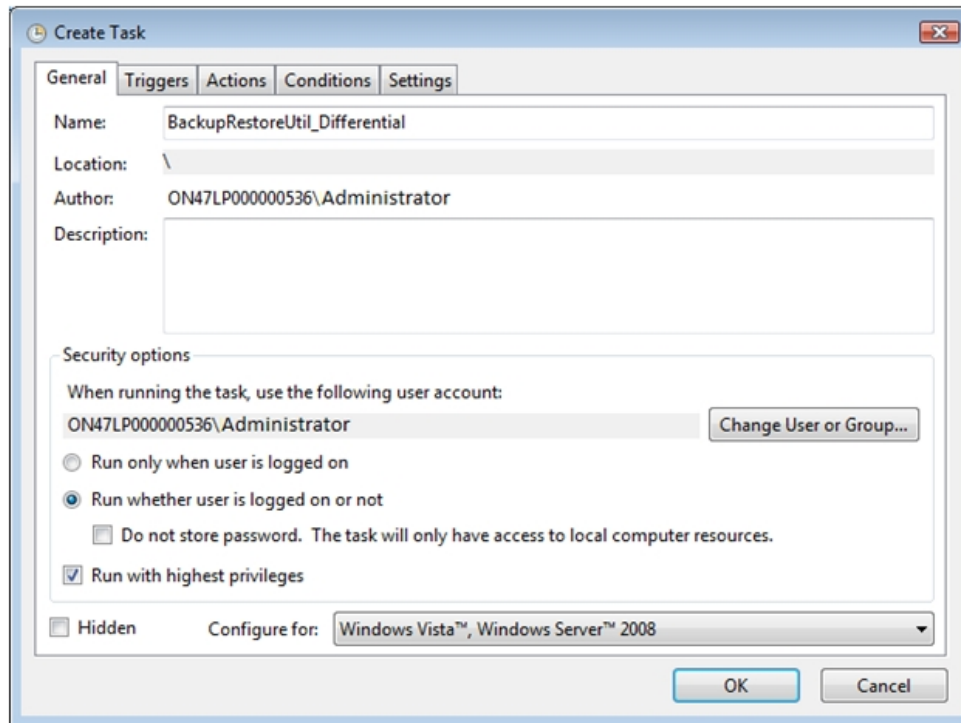 Create Task
General Triggers Actions Conditions Settings
Name: BackupRestoreUtil_Differential
Location: \
Author: ON47LP000000536\Administrator
Description:
Security options
When running the task, use the following user account:
ON47LP000000536\Administrator Change User or Group...
Run only when user is logged on
Run whether user is logged on or not
Do not store password. The task will only have access to local computer resources.
Run with highest privileges
Hidden Configure for: Windows Vista™, Windows Server™ 2008
OK Cancel